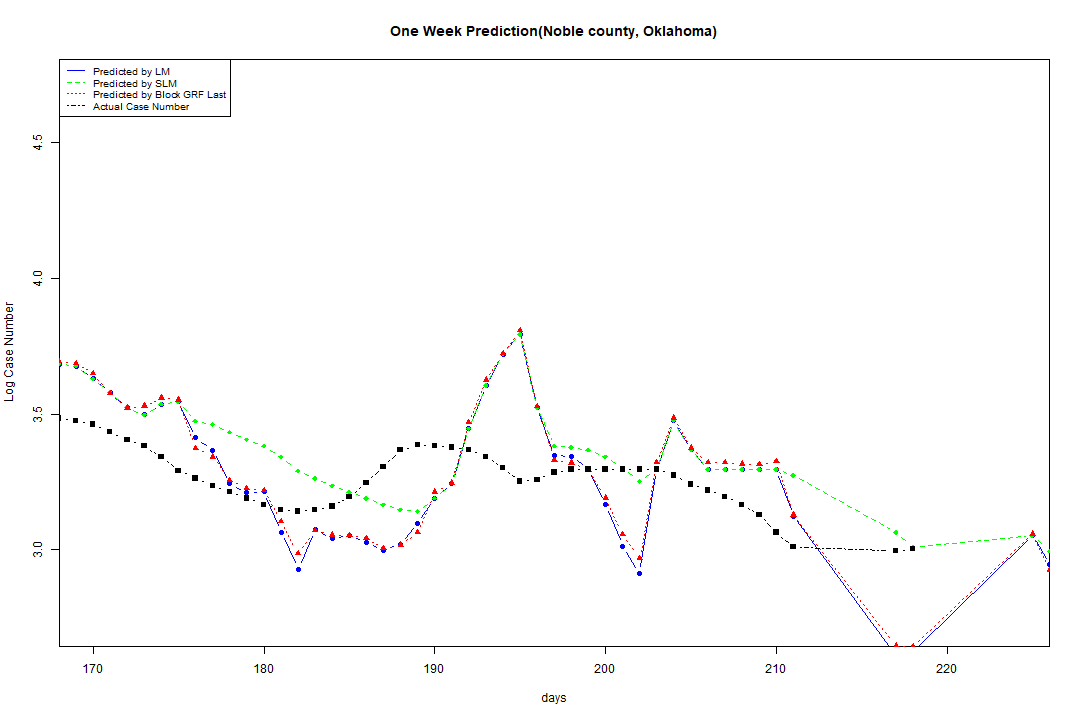 One Week Prediction(Noble county, Oklahoma)
Predicted by LM
Predicted by SLM
Predicted by Block GRF Last
Actual Case Number
4.5
4.0
3.5
3.0
Log Case Number
170 180 190 200 210 220
days